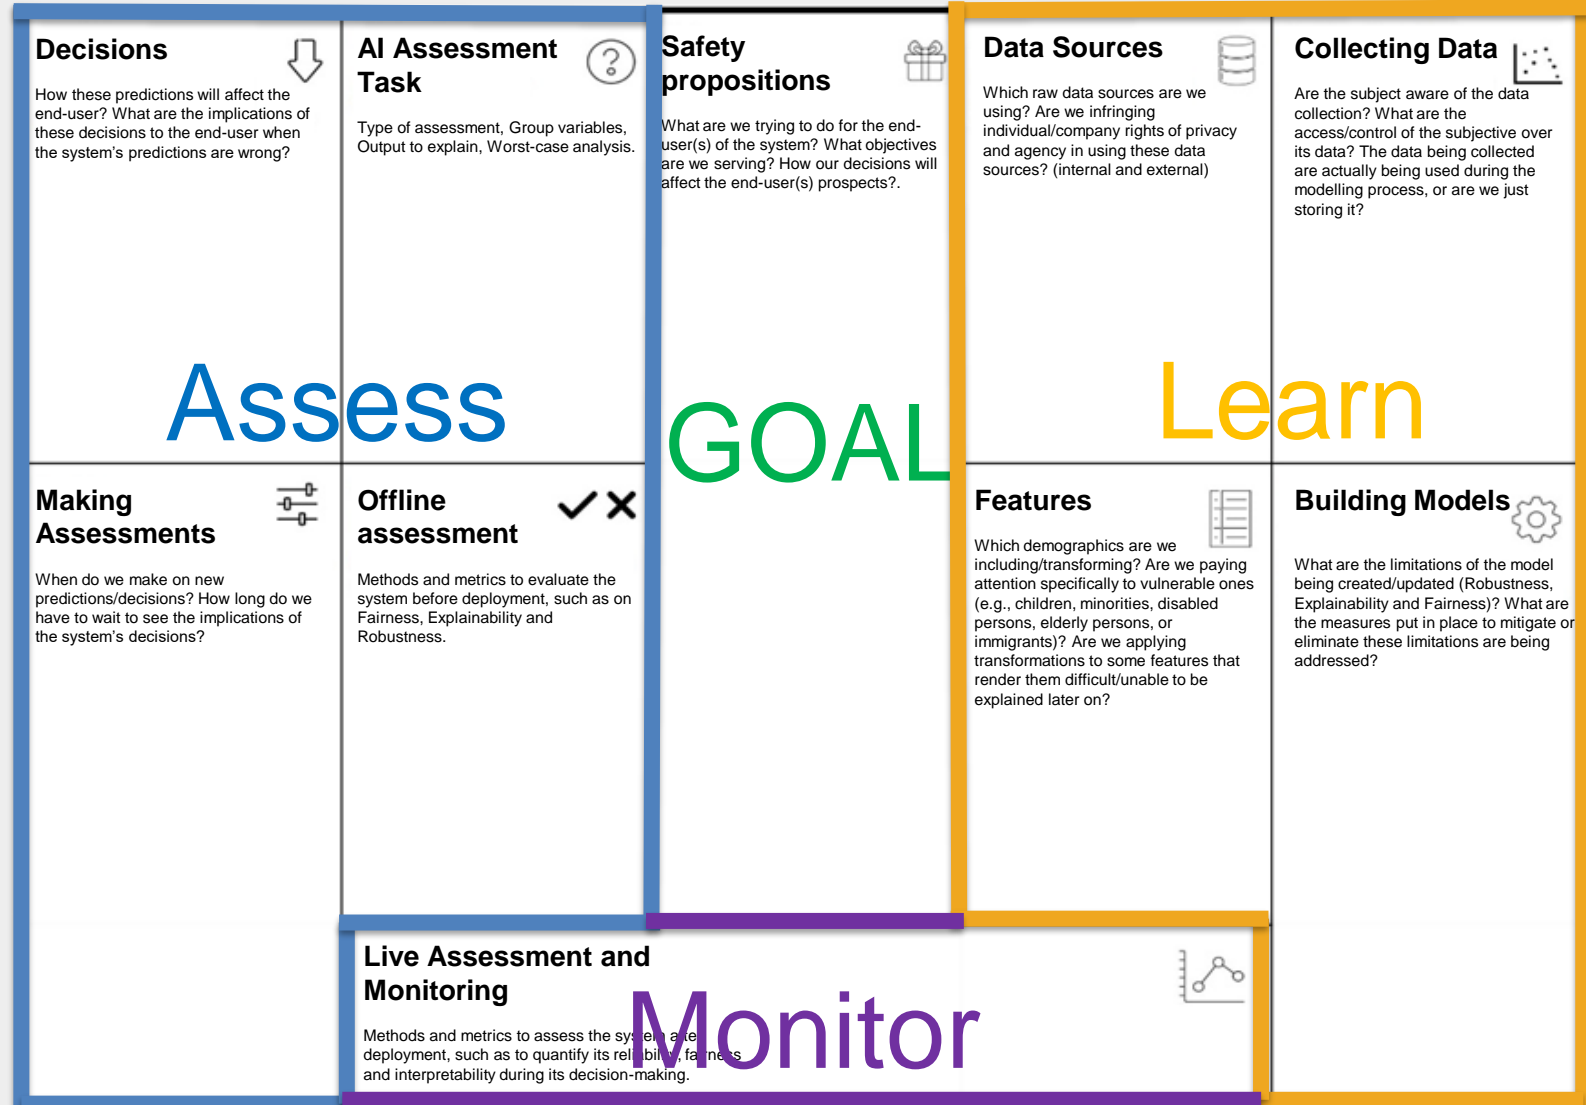 Decisions
How these predictions will affect the
end-user? What are the implications of
these decisions to the end-user when
the system's predictions are wrong?
AI Assessment
Task
Type of assessment, Group variables,
Output to explain, Worst-case analysis.
Safety
propositions
What are we trying to do for the end-
user(s) of the system? What objectives
are we serving? How our decisions will
affect the end-user(s) prospects?.
Data Sources
Which raw data sources are we
using? Are we infringing
individual/company rights of privacy
and agency in using these data
sources? (internal and external)
Collecting Data
Are the subject aware of the data
collection? What are the
access/control of the subjective over
its data? The data being collected
are actually being used during the
modelling process, or are we just
storing it?
Assess
GOAL
Learn
Making
Assessments
When do we make on new
predictions/decisions? How long do we
have to wait to see the implications of
the system's decisions?
Offline
assessment
Methods and metrics to evaluate the
system before deployment, such as on
Fairness, Explainability and
Robustness.
Features
Which demographics are we
including/transforming? Are we paying
attention specifically to vulnerable ones
(e.g., children, minorities, disabled
persons, elderly persons, or
immigrants)? Are we applying
transformations to some features that
render them difficult/unable to be
explained later on?
Building Models
What are the limitations of the model
being created/updated (Robustness,
Explainability and Fairness)? What are
the measures put in place to mitigate or
eliminate these limitations are being
addressed?
Live Assessment and
Monitoring
Methods and metrics to assess the system after
deployment, such as to quantify its reliability, fairness
and interpretability during its decision-making.
Monitor